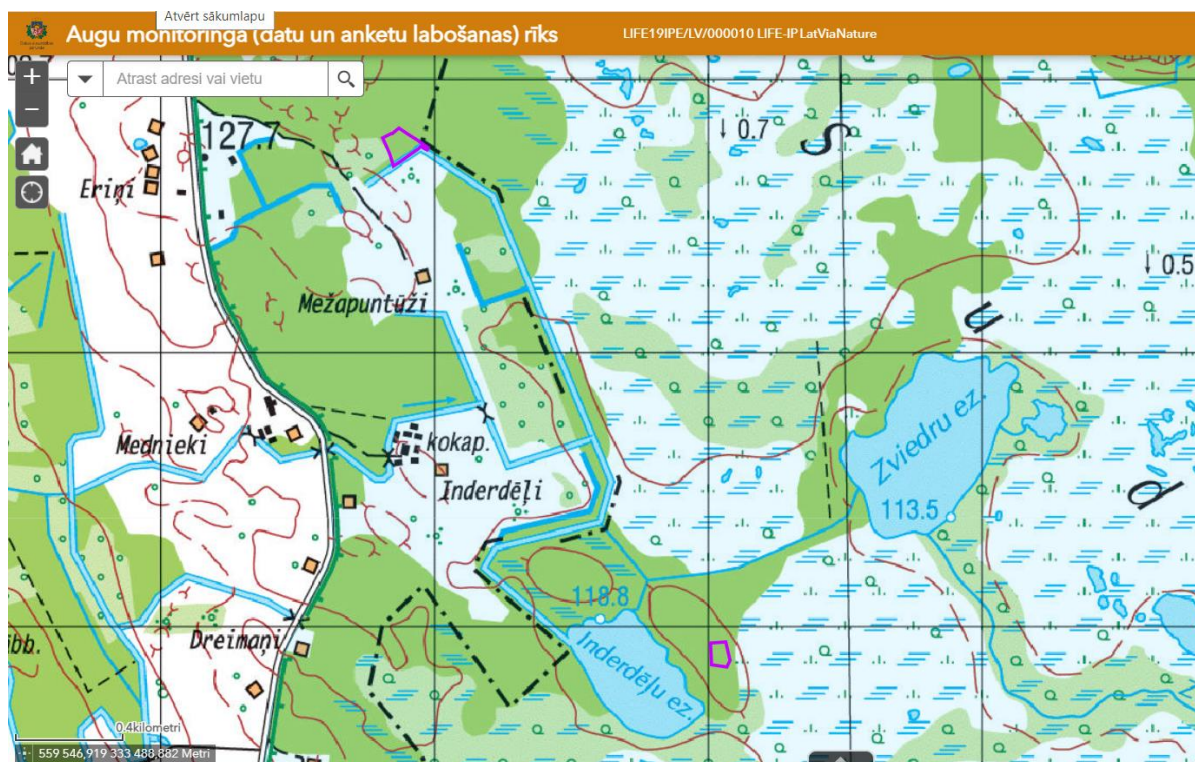 Atvērt sākumlapu
Augu monitoringa (datu un anketu labošanas) rīks
LIFE19IPE/LV/000010 LIFE-IP LatViaNature
+
Atrast adresi vai vietu
−
127.7
↓ 0.7
S
Eriņi
↓ 0.5
Mežapuntūži
u
Zviedru ez.
Mednieki
kokap.
Inderdēļi
113.5
d
118.8
Dreimaņi
ibb.
Inderdēļu ez.
0.4kilometri
559 546,919 333 488,882 Metri